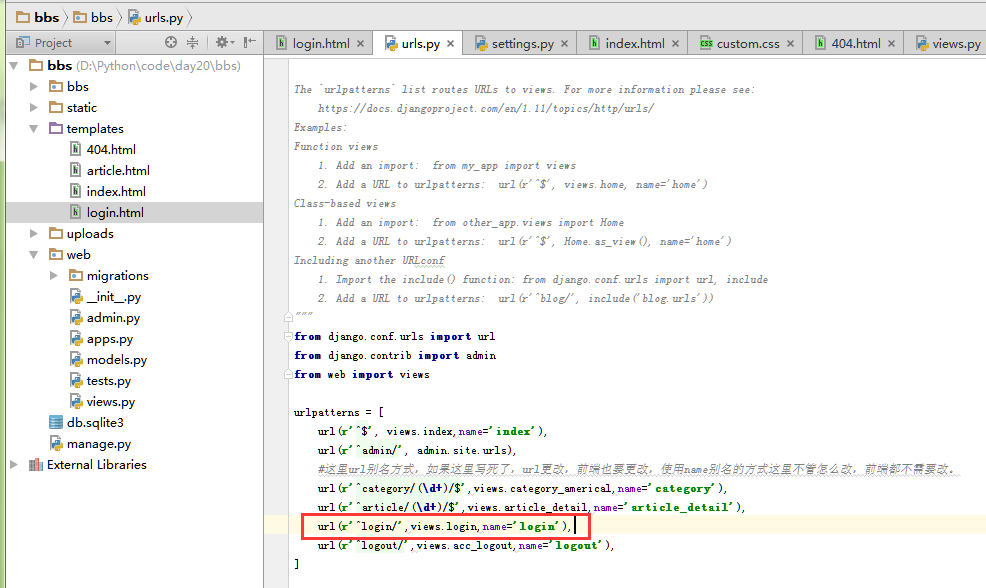 bbs bbs urls.py
Project login.html urls.py settings.py index.html custom.css 404.html views.py
bbs (D:\Python\code\day20\bbs)
bbs
static
templates
404.html
article.html
index.html
login.html
uploads
web
migrations
__init__.py
admin.py
apps.py
models.py
tests.py
views.py
db.sqlite3
manage.py
External Libraries
The `urlpatterns` list routes URLs to views. For more information please see:
    https://docs.djangoproject.com/en/1.11/topics/http/urls/
Examples:
Function views
    1. Add an import:  from my_app import views
    2. Add a URL to urlpatterns:  url(r'^$', views.home, name='home')
Class-based views
    1. Add an import:  from other_app.views import Home
    2. Add a URL to urlpatterns:  url(r'^$', Home.as_view(), name='home')
Including another URLconf
    1. Import the include() function: from django.conf.urls import url, include
    2. Add a URL to urlpatterns:  url(r'^blog/', include('blog.urls'))
"""
from django.conf.urls import url
from django.contrib import admin
from web import views
urlpatterns = [
    url(r'^$', views.index,name='index'),
    url(r'^admin/', admin.site.urls),
    #这里url别名方式，如果这里写死了，url更改，前端也要更改，使用name别名的方式这里不管怎么改，前端都不需要改。
    url(r'^category/(\d+)/$',views.category_americal,name='category'),
    url(r'^article/(\d+)/$',views.article_detail,name='article_detail'),
    url(r'^login/',views.login,name='login'),
    url(r'^logout/',views.acc_logout,name='logout'),
]